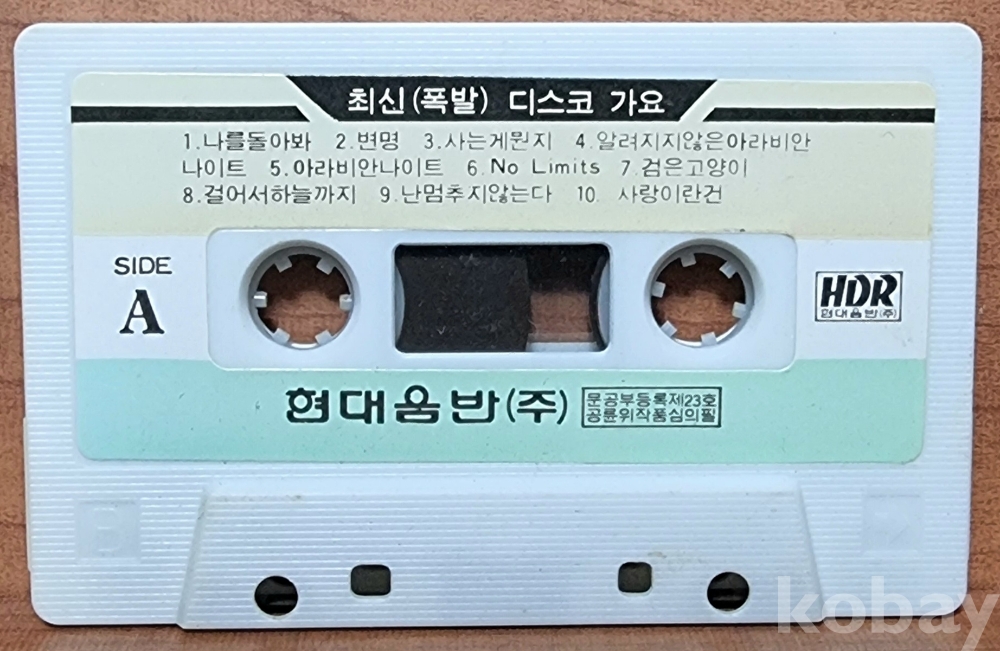 최신(폭발) 디스코 가요
1.나를돌아봐 2.변명 3.사는게뭔지 4.알려지지않은아라비안
나이트 5.아라비안나이트 6.No Limits 7.검은고양이
8.걸어서하늘까지 9.난멈추지않는다 10. 사랑이란건
SIDE
A
HDR
현대음반(주)
현대음반(주)
문공부등록제23호
공륜위작품심의필
B
kobay